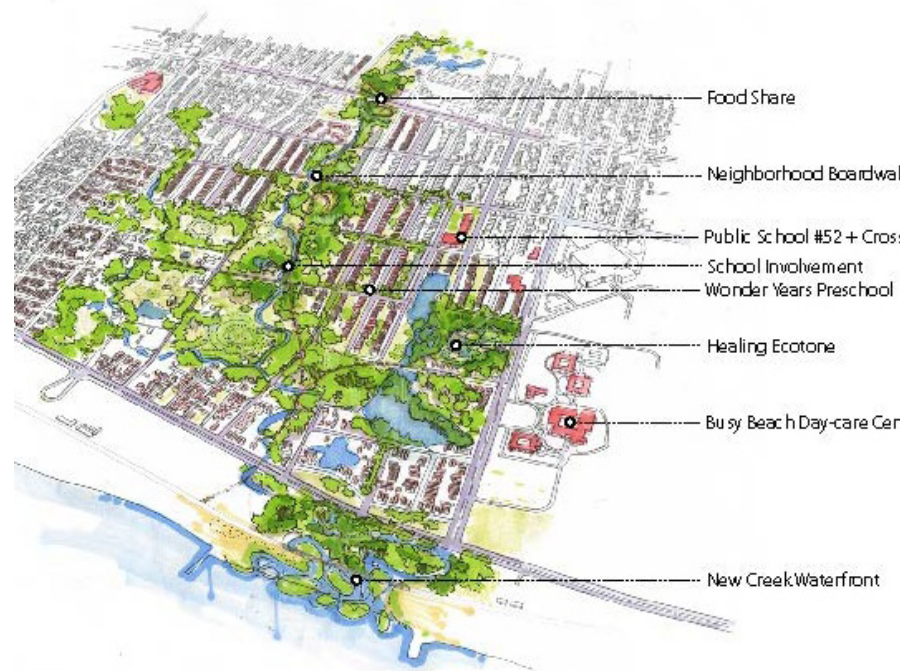 Food Share
Neighborhood Boardwal
Public School #52 + Cross
School Involvement
Wonder Years Preschool
Healing Ecotone
Busy Beach Day-care Cen
New Creek Waterfront